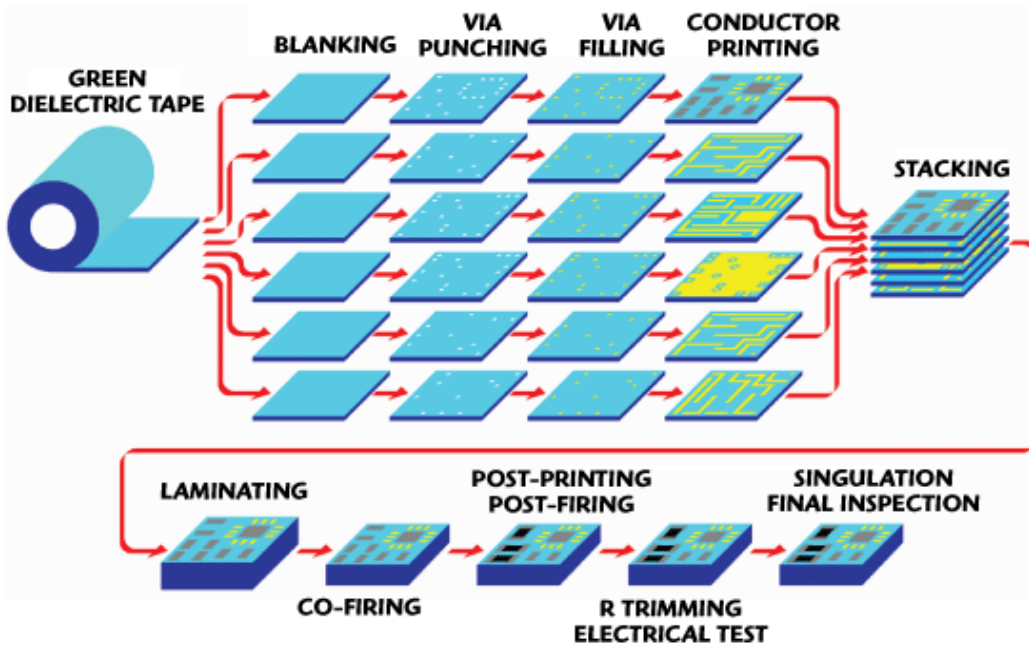 GREEN
DIELECTRIC TAPE
BLANKING
VIA
PUNCHING
VIA
FILLING
CONDUCTOR
PRINTING
STACKING
LAMINATING
CO-FIRING
POST-PRINTING
POST-FIRING
R TRIMMING
ELECTRICAL TEST
SINGULATION
FINAL INSPECTION